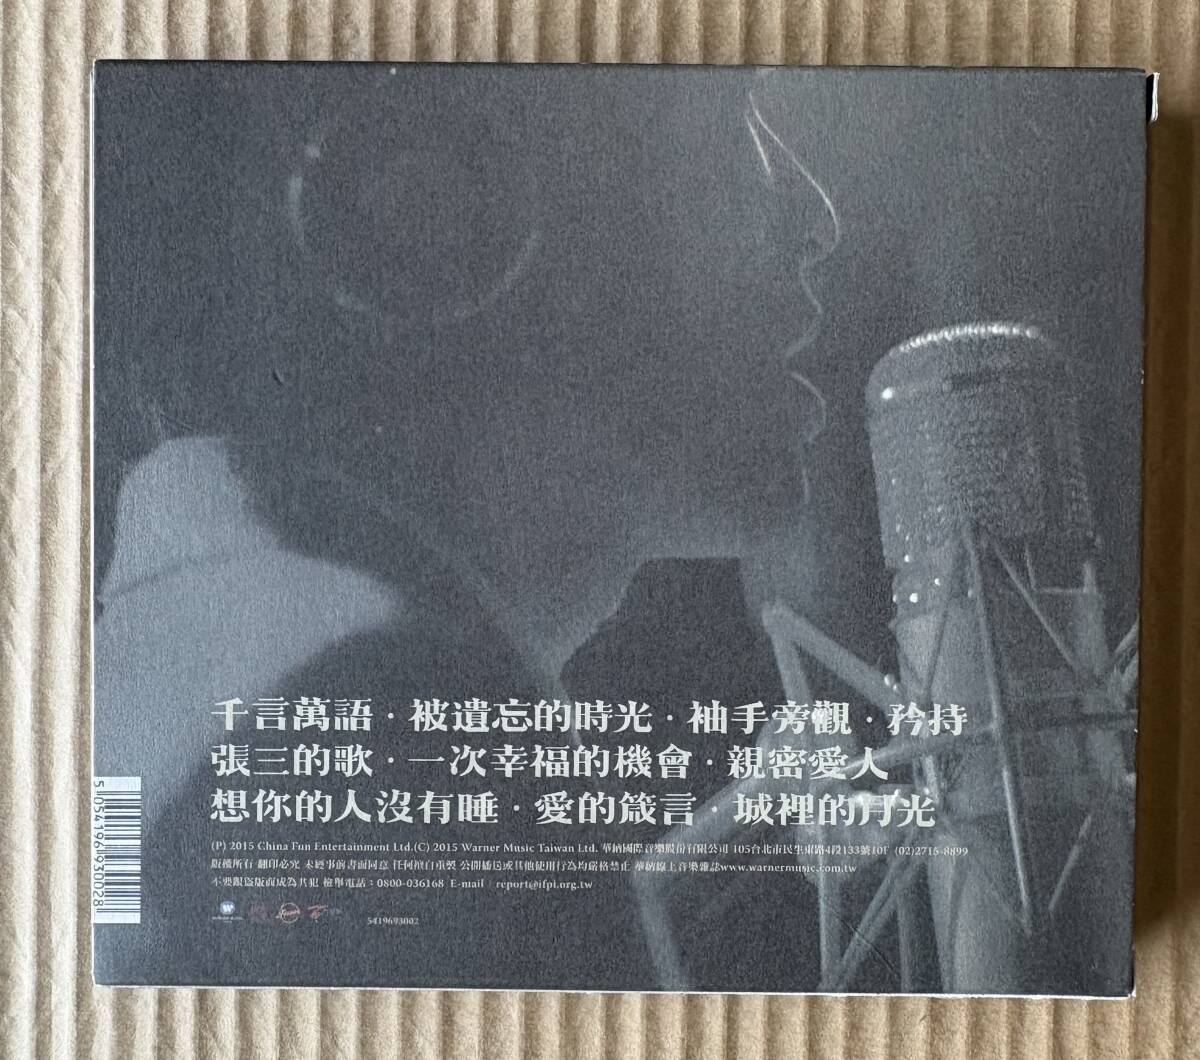 千言萬語・被遺忘的時光・袖手旁觀・矜持
張三的歌・一次幸福的機會・親密愛人
想你的人沒有睡・愛的箴言・城裡的月光
(P) 2015 China Fun Entertainment Ltd.(C) 2015 Warner Music Taiwan Ltd. 華納國際音樂股份有限公司 105台北市民生東路4段133號10F (02)2715-8899
版權所有 翻印必究 未經事前書面同意 任何擅自重製 公開播送或其他使用行為均嚴格禁止 華納線上音樂雜誌www.warnermusic.com.tw
不要跟盜版而成為共犯 檢舉電話：0800-036168 E-mail report@ifpi.org.tw
5419693002
5 054196 930028